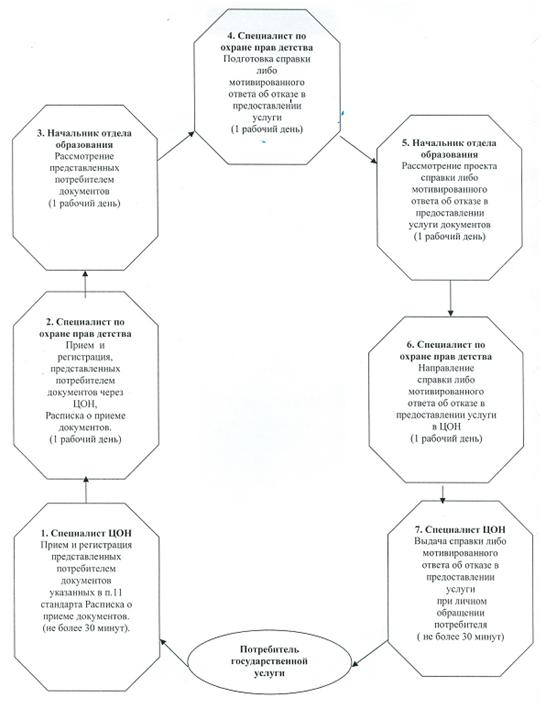 4. Специалист по
охране прав детства
Подготовка справки
либо
мотивированного
ответа об отказе в
предоставлении
услуги
(1 рабочий день)
3. Начальник отдела
образования
Рассмотрение
представленных
потребителем
документов
(1 рабочий день)
5. Начальник отдела
образования
Рассмотрение проекта
справки либо
мотивированного
ответа об отказе в
предоставлении
услуги документов
(1 рабочий день)
2. Специалист по
охране прав детства
Прием и
регистрация,
представленных
потребителем
документов через
ЦОН,
Расписка о приеме
документов.
(1 рабочий день)
6. Специалист по
охране прав детства
Направление
справки либо
мотивированного
ответа об отказе в
предоставлении услуги
в ЦОН
(1 рабочий день)
1. Специалист ЦОН
Прием и регистрация
представленных
потребителем
документов
указанных в п.11
стандарта Расписка о
приеме документов.
(не более 30 минут).
7. Специалист ЦОН
Выдача справки либо
мотивированного
ответа об отказе в
предоставлении
услуги
при личном
обращении
потребителя
( не более 30 минут)
Потребитель
государственной
услуги